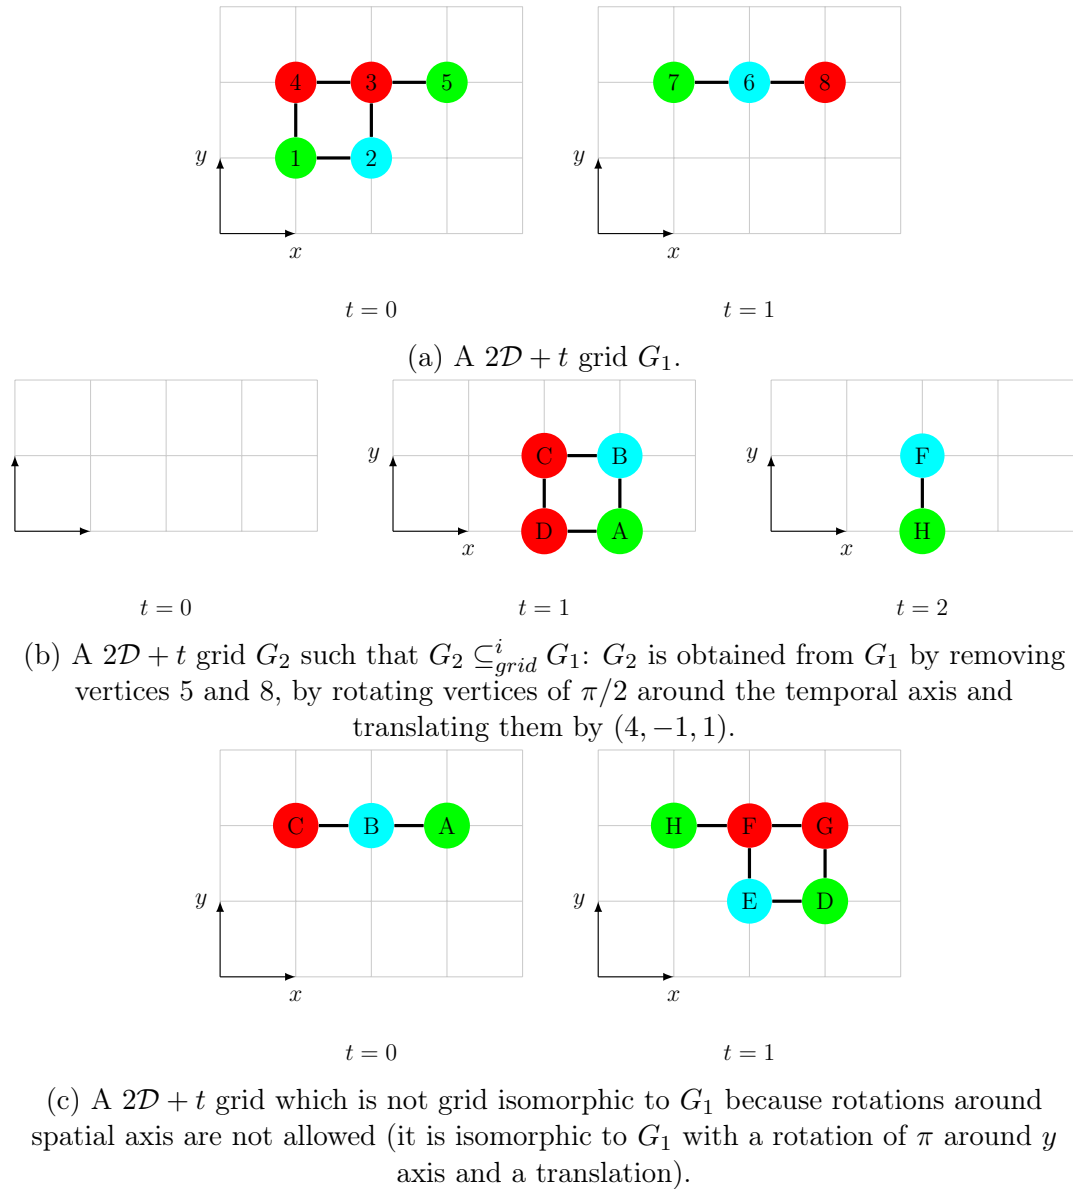 4 3 5 7 6 8
y 1 2 y
x x
t = 0 t = 1
(a) A 2𝒟 + t grid G₁.
y C B y F
D A H
x x
t = 0 t = 1 t = 2
(b) A 2𝒟 + t grid G₂ such that G₂ ⊆ⁱ_grid G₁: G₂ is obtained from G₁ by removing
vertices 5 and 8, by rotating vertices of π/2 around the temporal axis and
translating them by (4, −1, 1).
C B A H F G
y y E D
x x
t = 0 t = 1
(c) A 2𝒟 + t grid which is not grid isomorphic to G₁ because rotations around
spatial axis are not allowed (it is isomorphic to G₁ with a rotation of π around y
axis and a translation).